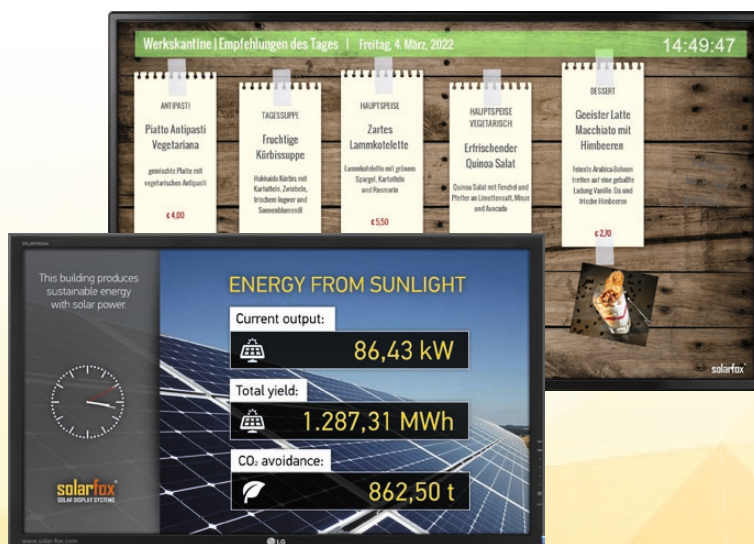 Werkskantine | Empfehlungen des Tages | Freitag, 4. März, 2022
14:49:47
ANTIPASTI
Piatto Antipasti
Vegetariana
gemischte Platte mit
vegetarischen Antipasti
€ 4,00
TAGESSUPPE
Fruchtige
Kürbissuppe
Hokkaido Kürbis mit
Kartoffeln, Zwiebeln,
frischem Ingwer und
Sonnenblumenöl
HAUPTSPEISE
Zartes
Lammkotelette
Lammkotelette mit grünem
Spargel, Kartoffeln
und Rosmarin
€ 5,50
HAUPTSPEISE
VEGETARISCH
Erfrischender
Quinoa Salat
Quinoa Salat mit Fenchel und
Pfeffer an Limettensaft, Minze
und Avocado
DESSERT
Geeister Latte
Macchiato mit
Himbeeren
Feinste Arabica-Bohnen
treffen auf eine geballte
Ladung Vanille-Eis und
frische Himbeeren
€ 2,70
solarfox
FLATRON
This building produces
sustainable energy
with solar power.
solarfox®
SOLAR DISPLAY SYSTEMS
www.solar-fox.com
ENERGY FROM SUNLIGHT
Current output:
86,43 kW
Total yield:
1.287,31 MWh
CO₂ avoidance:
862,50 t
LG